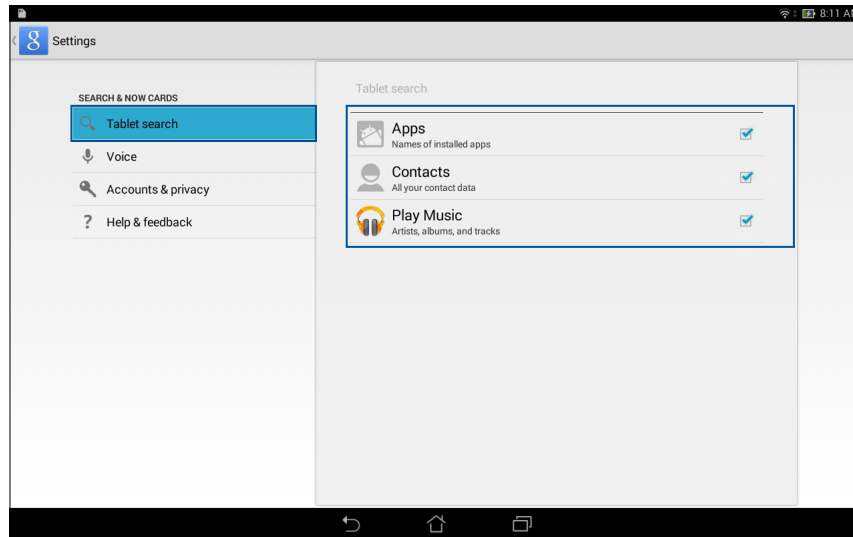 8:11 AM
Settings
SEARCH & NOW CARDS
Tablet search
Voice
Accounts & privacy
? Help & feedback
Tablet search
Apps
Names of installed apps
Contacts
All your contact data
Play Music
Artists, albums, and tracks